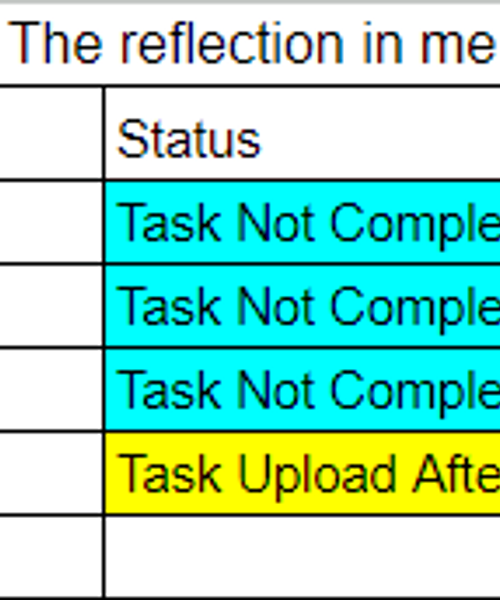 The reflection in me
Status
Task Not Comple
Task Not Comple
Task Not Comple
Task Upload Afte